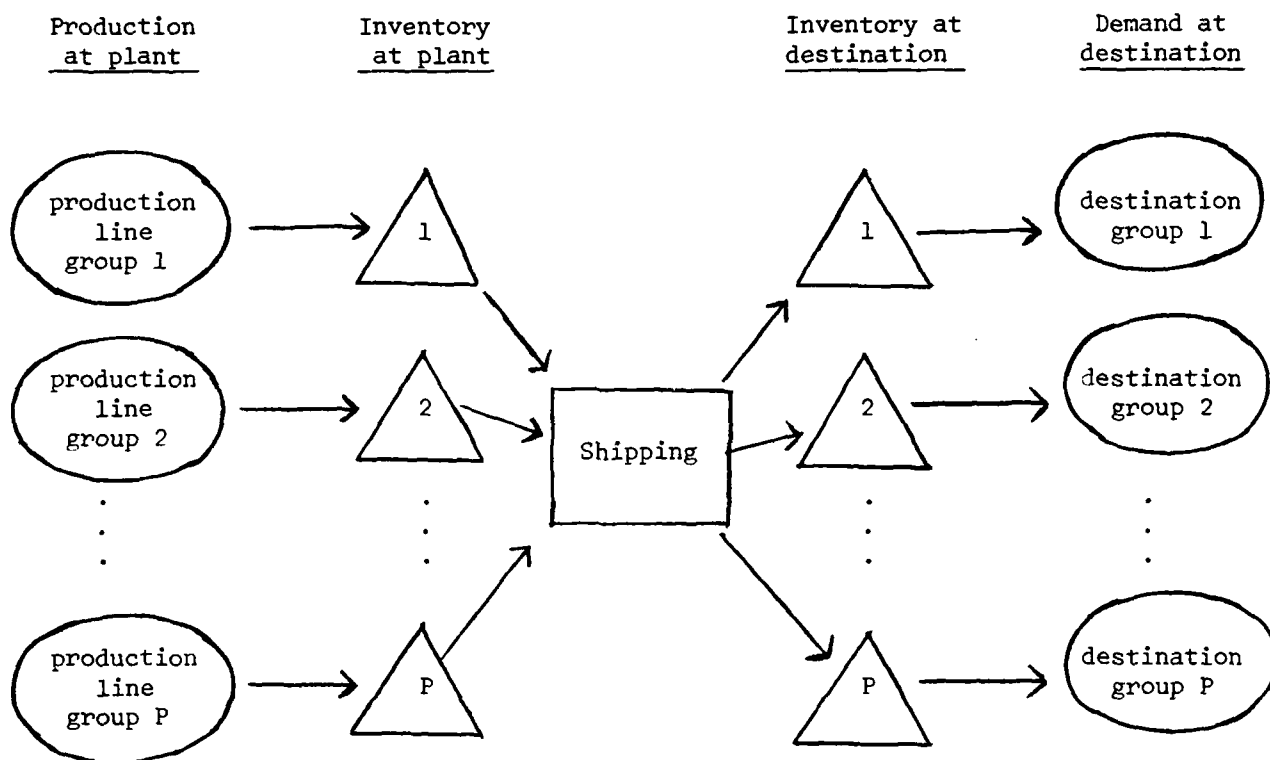 Production
at plant
Inventory
at plant
Inventory at
destination
Demand at
destination
production
line
group 1
1
1
destination
group 1
production
line
group 2
2
Shipping
2
destination
group 2
production
line
group P
P
P
destination
group P